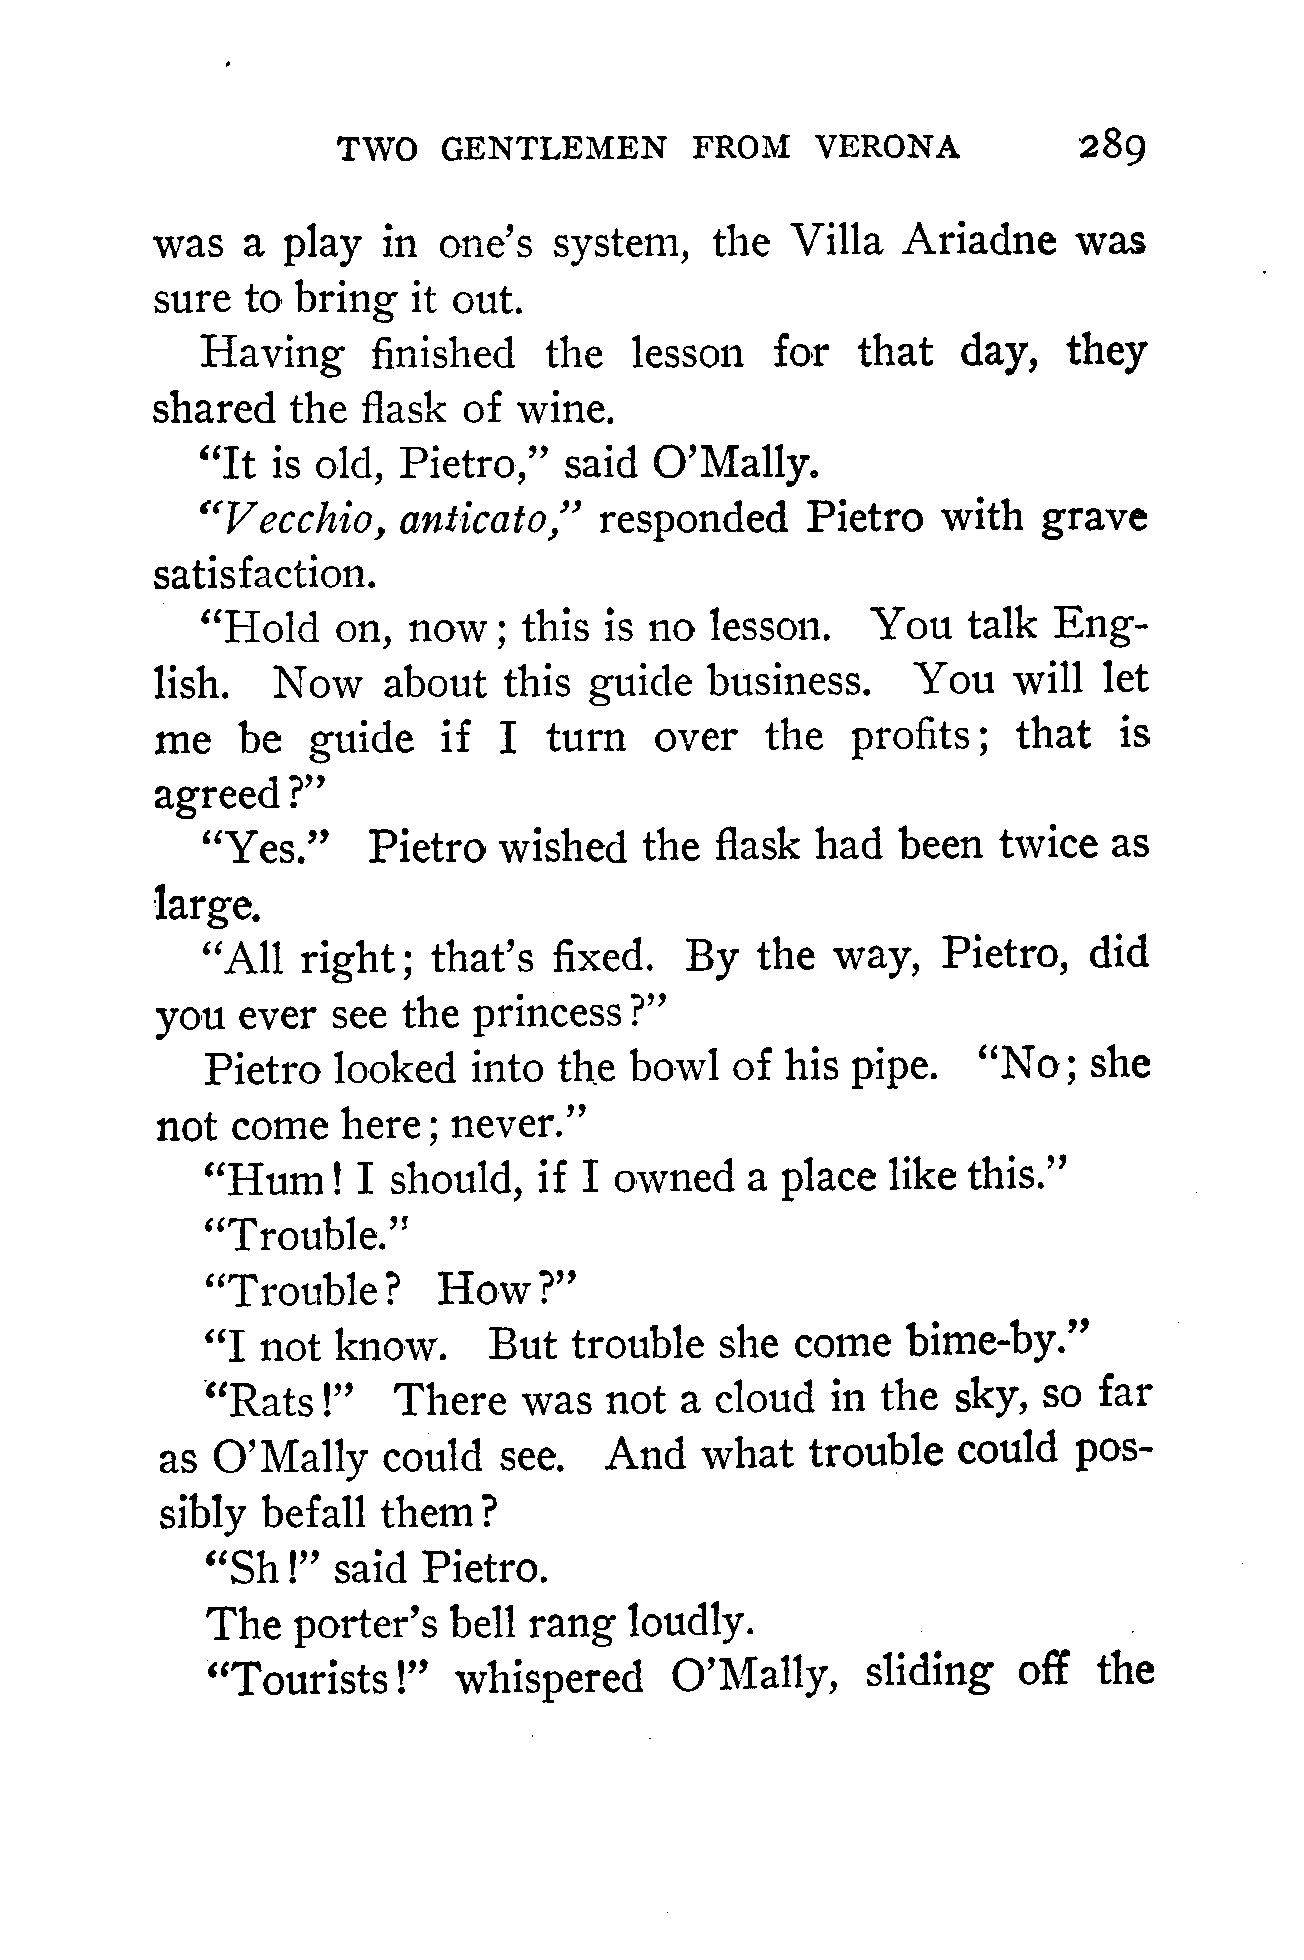 TWO GENTLEMEN FROM VERONA 289
was a play in one's system, the Villa Ariadne was
sure to bring it out.
Having finished the lesson for that day, they
shared the flask of wine.
“It is old, Pietro,” said O’Mally.
“Vecchio, anticato,” responded Pietro with grave
satisfaction.
“Hold on, now; this is no lesson. You talk Eng-
lish. Now about this guide business. You will let
me be guide if I turn over the profits; that is
agreed?”
“Yes.” Pietro wished the flask had been twice as
large.
“All right; that’s fixed. By the way, Pietro, did
you ever see the princess?”
Pietro looked into the bowl of his pipe. “No; she
not come here; never.”
“Hum! I should, if I owned a place like this.”
“Trouble.”
“Trouble? How?”
“I not know. But trouble she come bime-by.”
“Rats!” There was not a cloud in the sky, so far
as O’Mally could see. And what trouble could pos-
sibly befall them?
“Sh!” said Pietro.
The porter’s bell rang loudly.
“Tourists!” whispered O’Mally, sliding off the